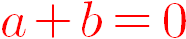 a + b = 0